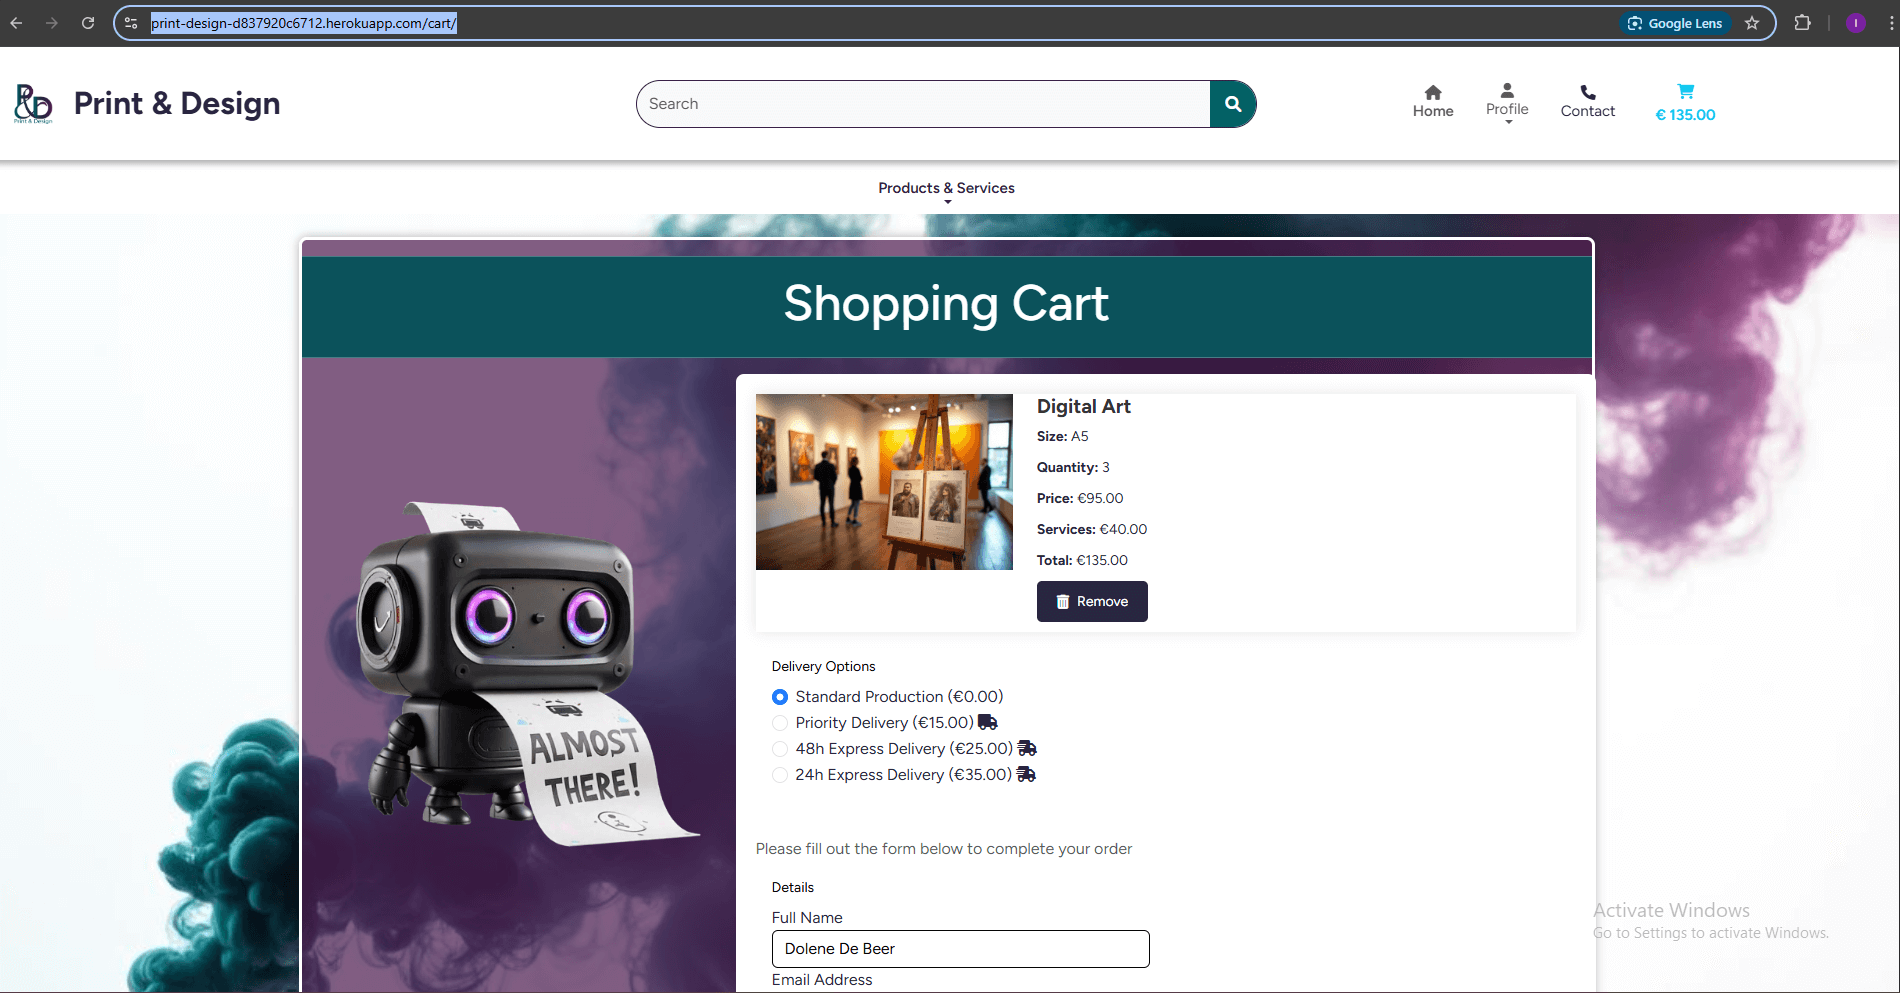 print-design-d837920c6712.herokuapp.com/cart/
Google Lens
I
P&D
Print & Design
Print & Design
Search
Home
Profile
Contact
€ 135.00
Products & Services
Shopping Cart
Digital Art
Size: A5
Quantity: 3
Price: €95.00
Services: €40.00
Total: €135.00
Remove
ALMOST
THERE!
Delivery Options
Standard Production (€0.00)
Priority Delivery (€15.00)
48h Express Delivery (€25.00)
24h Express Delivery (€35.00)
Please fill out the form below to complete your order
Details
Full Name
Dolene De Beer
Email Address
Activate Windows
Go to Settings to activate Windows.